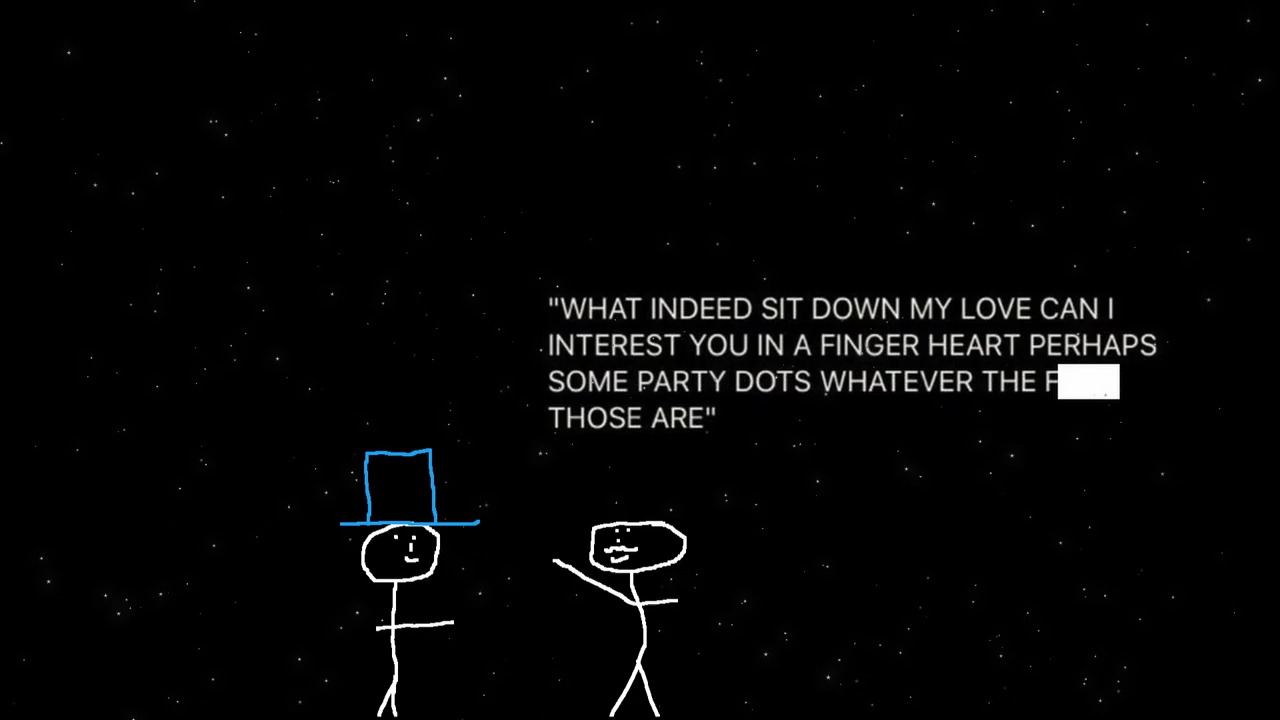 "WHAT INDEED SIT DOWN MY LOVE CAN I
INTEREST YOU IN A FINGER HEART PERHAPS
SOME PARTY DOTS WHATEVER THE F
THOSE ARE"